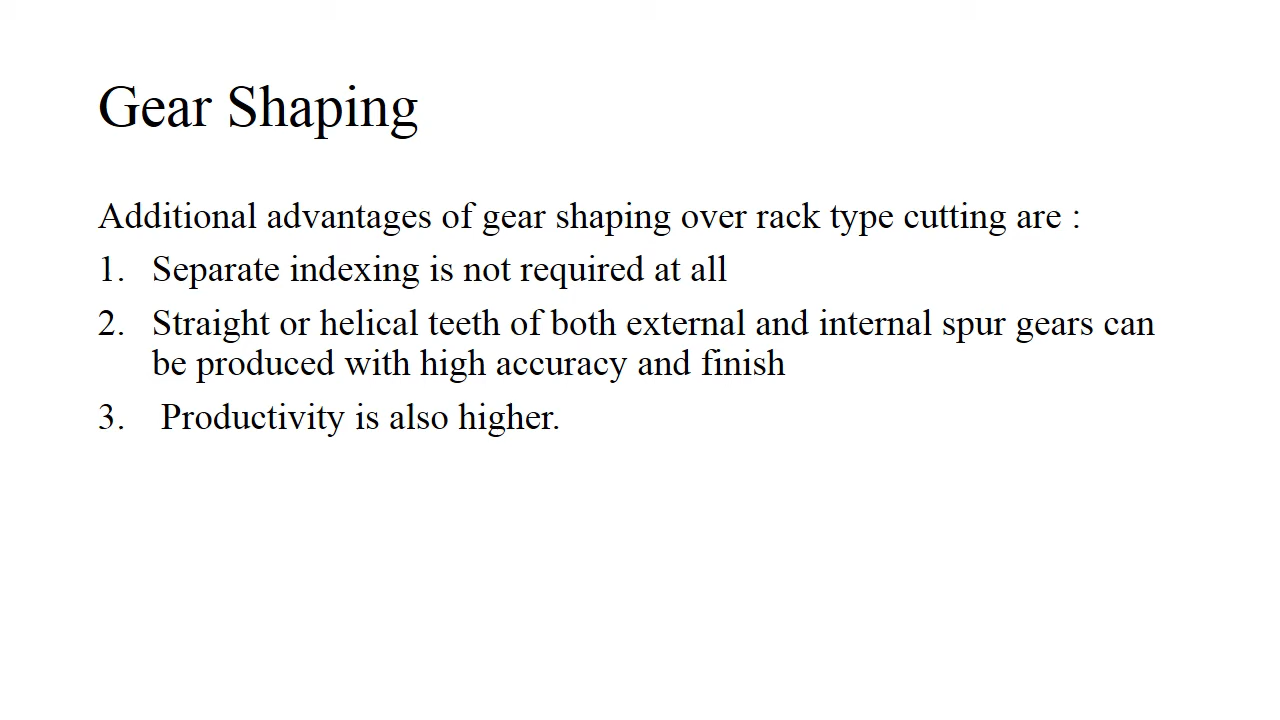 Gear Shaping
Additional advantages of gear shaping over rack type cutting are :
1. Separate indexing is not required at all
2. Straight or helical teeth of both external and internal spur gears can
be produced with high accuracy and finish
3. Productivity is also higher.